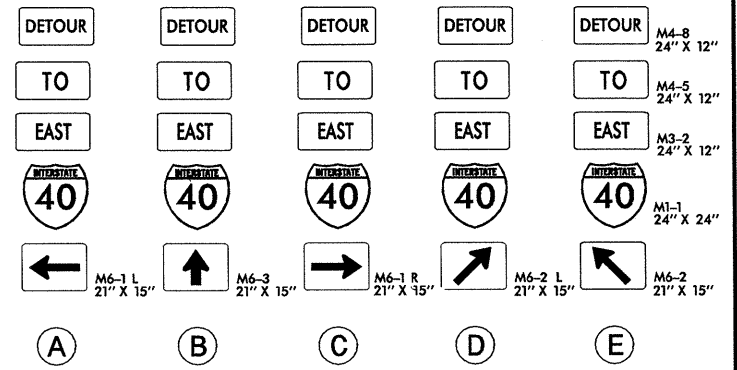 DETOUR DETOUR DETOUR DETOUR DETOUR M4-8
24" X 12"
TO TO TO TO TO M4-5
24" X 12"
EAST EAST EAST EAST EAST M3-2
24" X 12"
INTERSTATE INTERSTATE INTERSTATE INTERSTATE INTERSTATE
40 40 40 40 40 M1-1
24" X 24"
M6-1 L M6-3 M6-1 R M6-2 L M6-2
21" X 15" 21" X 15" 21" X 15" 21" X 15" 21" X 15"
A B C D E